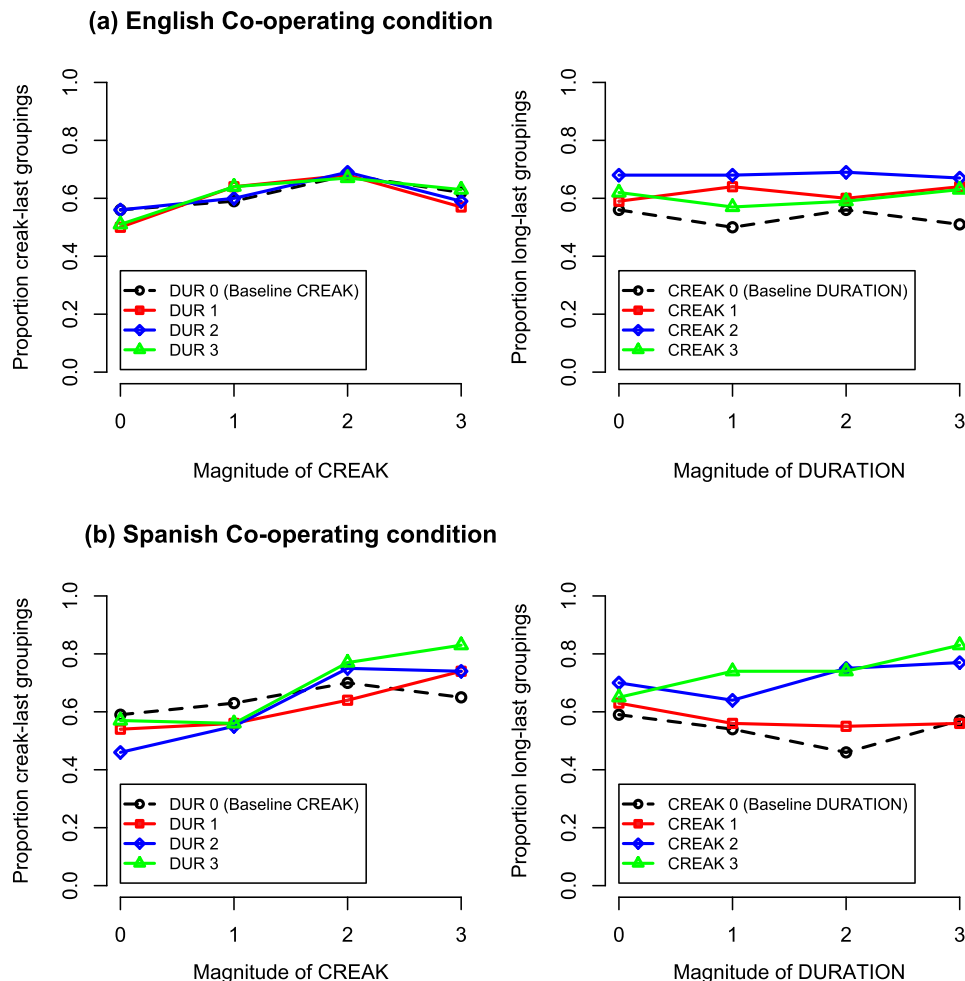 (a) English Co-operating condition
Proportion creak-last groupings
1.0
0.8
0.6
0.4
0.2
0.0
DUR 0 (Baseline CREAK)
DUR 1
DUR 2
DUR 3
0 1 2 3
Magnitude of CREAK
Proportion long-last groupings
1.0
0.8
0.6
0.4
0.2
0.0
CREAK 0 (Baseline DURATION)
CREAK 1
CREAK 2
CREAK 3
0 1 2 3
Magnitude of DURATION
(b) Spanish Co-operating condition
Proportion creak-last groupings
1.0
0.8
0.6
0.4
0.2
0.0
DUR 0 (Baseline CREAK)
DUR 1
DUR 2
DUR 3
0 1 2 3
Magnitude of CREAK
Proportion long-last groupings
1.0
0.8
0.6
0.4
0.2
0.0
CREAK 0 (Baseline DURATION)
CREAK 1
CREAK 2
CREAK 3
0 1 2 3
Magnitude of DURATION